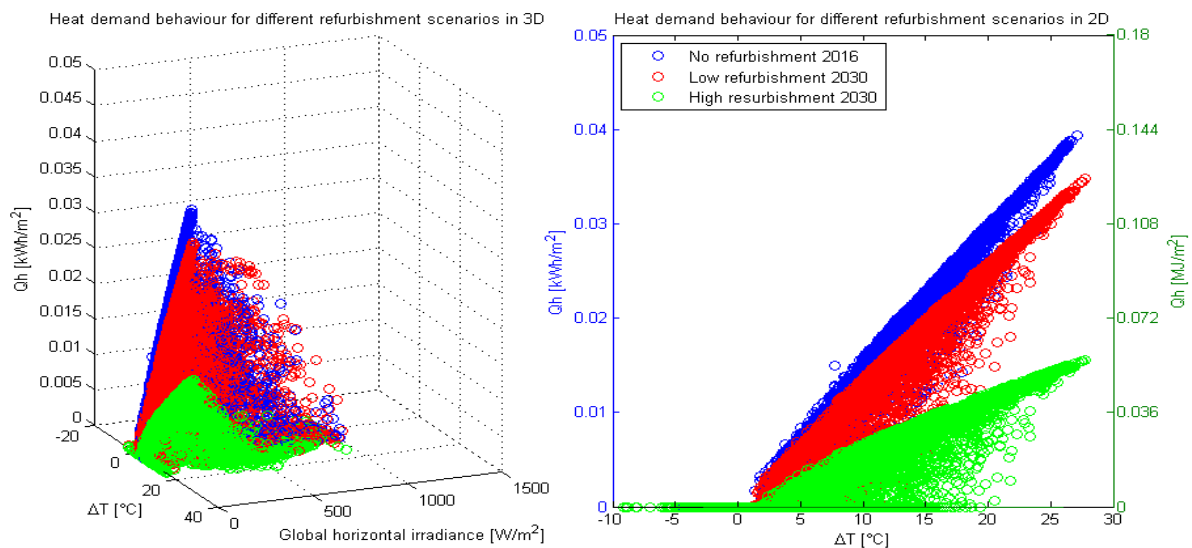 Heat demand behaviour for different refurbishment scenarios in 3D
0.05
0.045
0.04
0.035
0.03
0.025
0.02
0.015
0.01
0.005
0
Qh [kWh/m²]
-20
0
20
40
ΔT [°C]
0
500
1000
1500
Global horizontal irradiance [W/m²]
Heat demand behaviour for different refurbishment scenarios in 2D
No refurbishment 2016
Low refurbishment 2030
High resurbishment 2030
0.05
0.04
0.03
0.02
0.01
0
Qh [kWh/m²]
0.18
0.144
0.108
0.072
0.036
0
Qh [MJ/m²]
-10 -5 0 5 10 15 20 25 30
ΔT [°C]